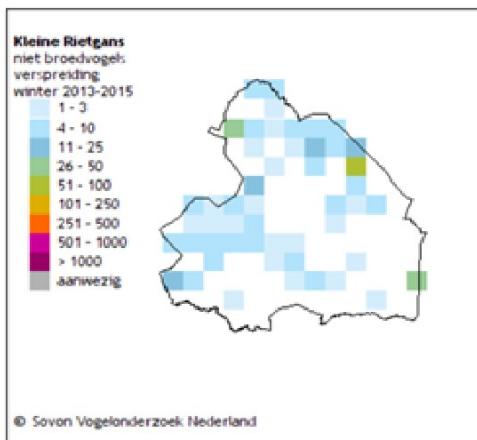 Kleine Rietgans
niet broedvogels
verspreiding
winter 2013-2015
1 - 3
4 - 10
11 - 25
26 - 50
51 - 100
101 - 250
251 - 500
501 - 1000
> 1000
aanwezig
© Sovon Vogelonderzoek Nederland